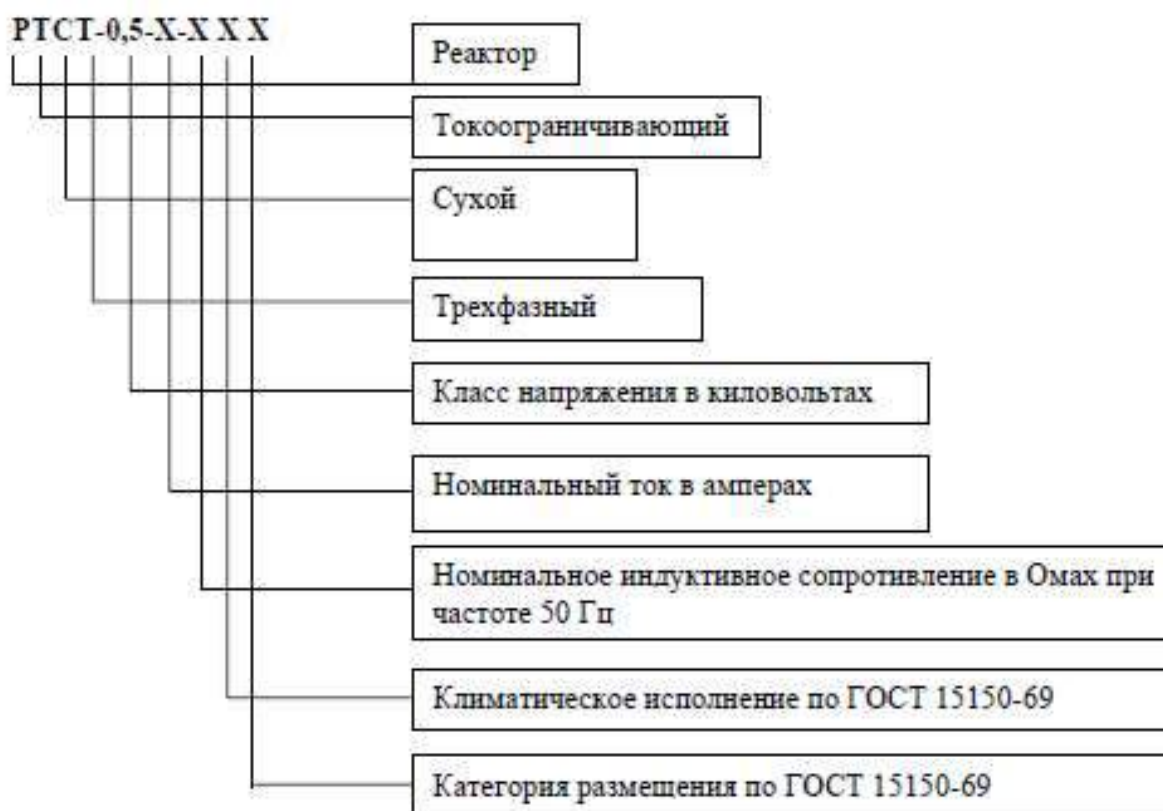 РТСТ-0,5-Х-Х Х Х
Реактор
Токоограничивающий
Сухой
Трехфазный
Класс напряжения в киловольтах
Номинальный ток в амперах
Номинальное индуктивное сопротивление в Омах при
частоте 50 Гц
Климатическое исполнение по ГОСТ 15150-69
Категория размещения по ГОСТ 15150-69